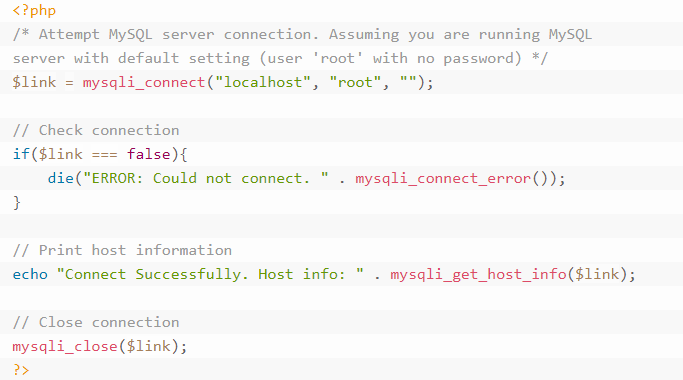 <?php
/* Attempt MySQL server connection. Assuming you are running MySQL
server with default setting (user 'root' with no password) */
$link = mysqli_connect("localhost", "root", "");
// Check connection
if($link === false){
    die("ERROR: Could not connect. " . mysqli_connect_error());
}
// Print host information
echo "Connect Successfully. Host info: " . mysqli_get_host_info($link);
// Close connection
mysqli_close($link);
?>